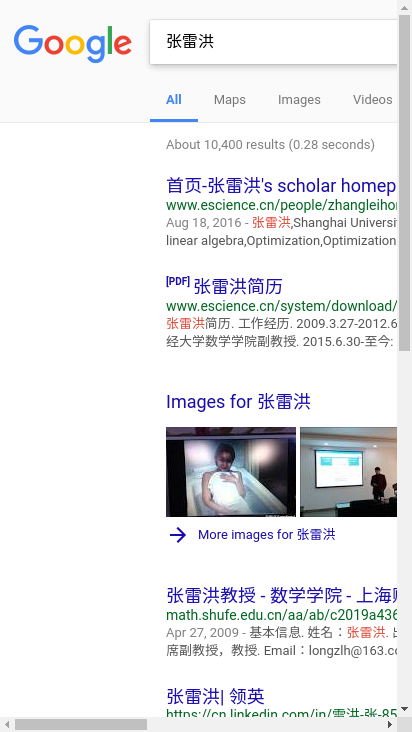 Google
张雷洪
All Maps Images Videos
About 10,400 results (0.28 seconds)
首页-张雷洪's scholar homep
www.escience.cn/people/zhangleiho
Aug 18, 2016 - 张雷洪,Shanghai Universi
linear algebra,Optimization,Optimization
[PDF] 张雷洪简历
www.escience.cn/system/download/
张雷洪简历. 工作经历. 2009.3.27-2012.6
经大学数学学院副教授. 2015.6.30-至今:
Images for 张雷洪
More images for 张雷洪
张雷洪教授 - 数学学院 - 上海
math.shufe.edu.cn/aa/ab/c2019a436
Apr 27, 2009 - 基本信息. 姓名：张雷洪.
席副教授，教授. Email：longzlh@163.co
张雷洪| 领英
https://cn.linkedin.com/in/雷洪-张-85